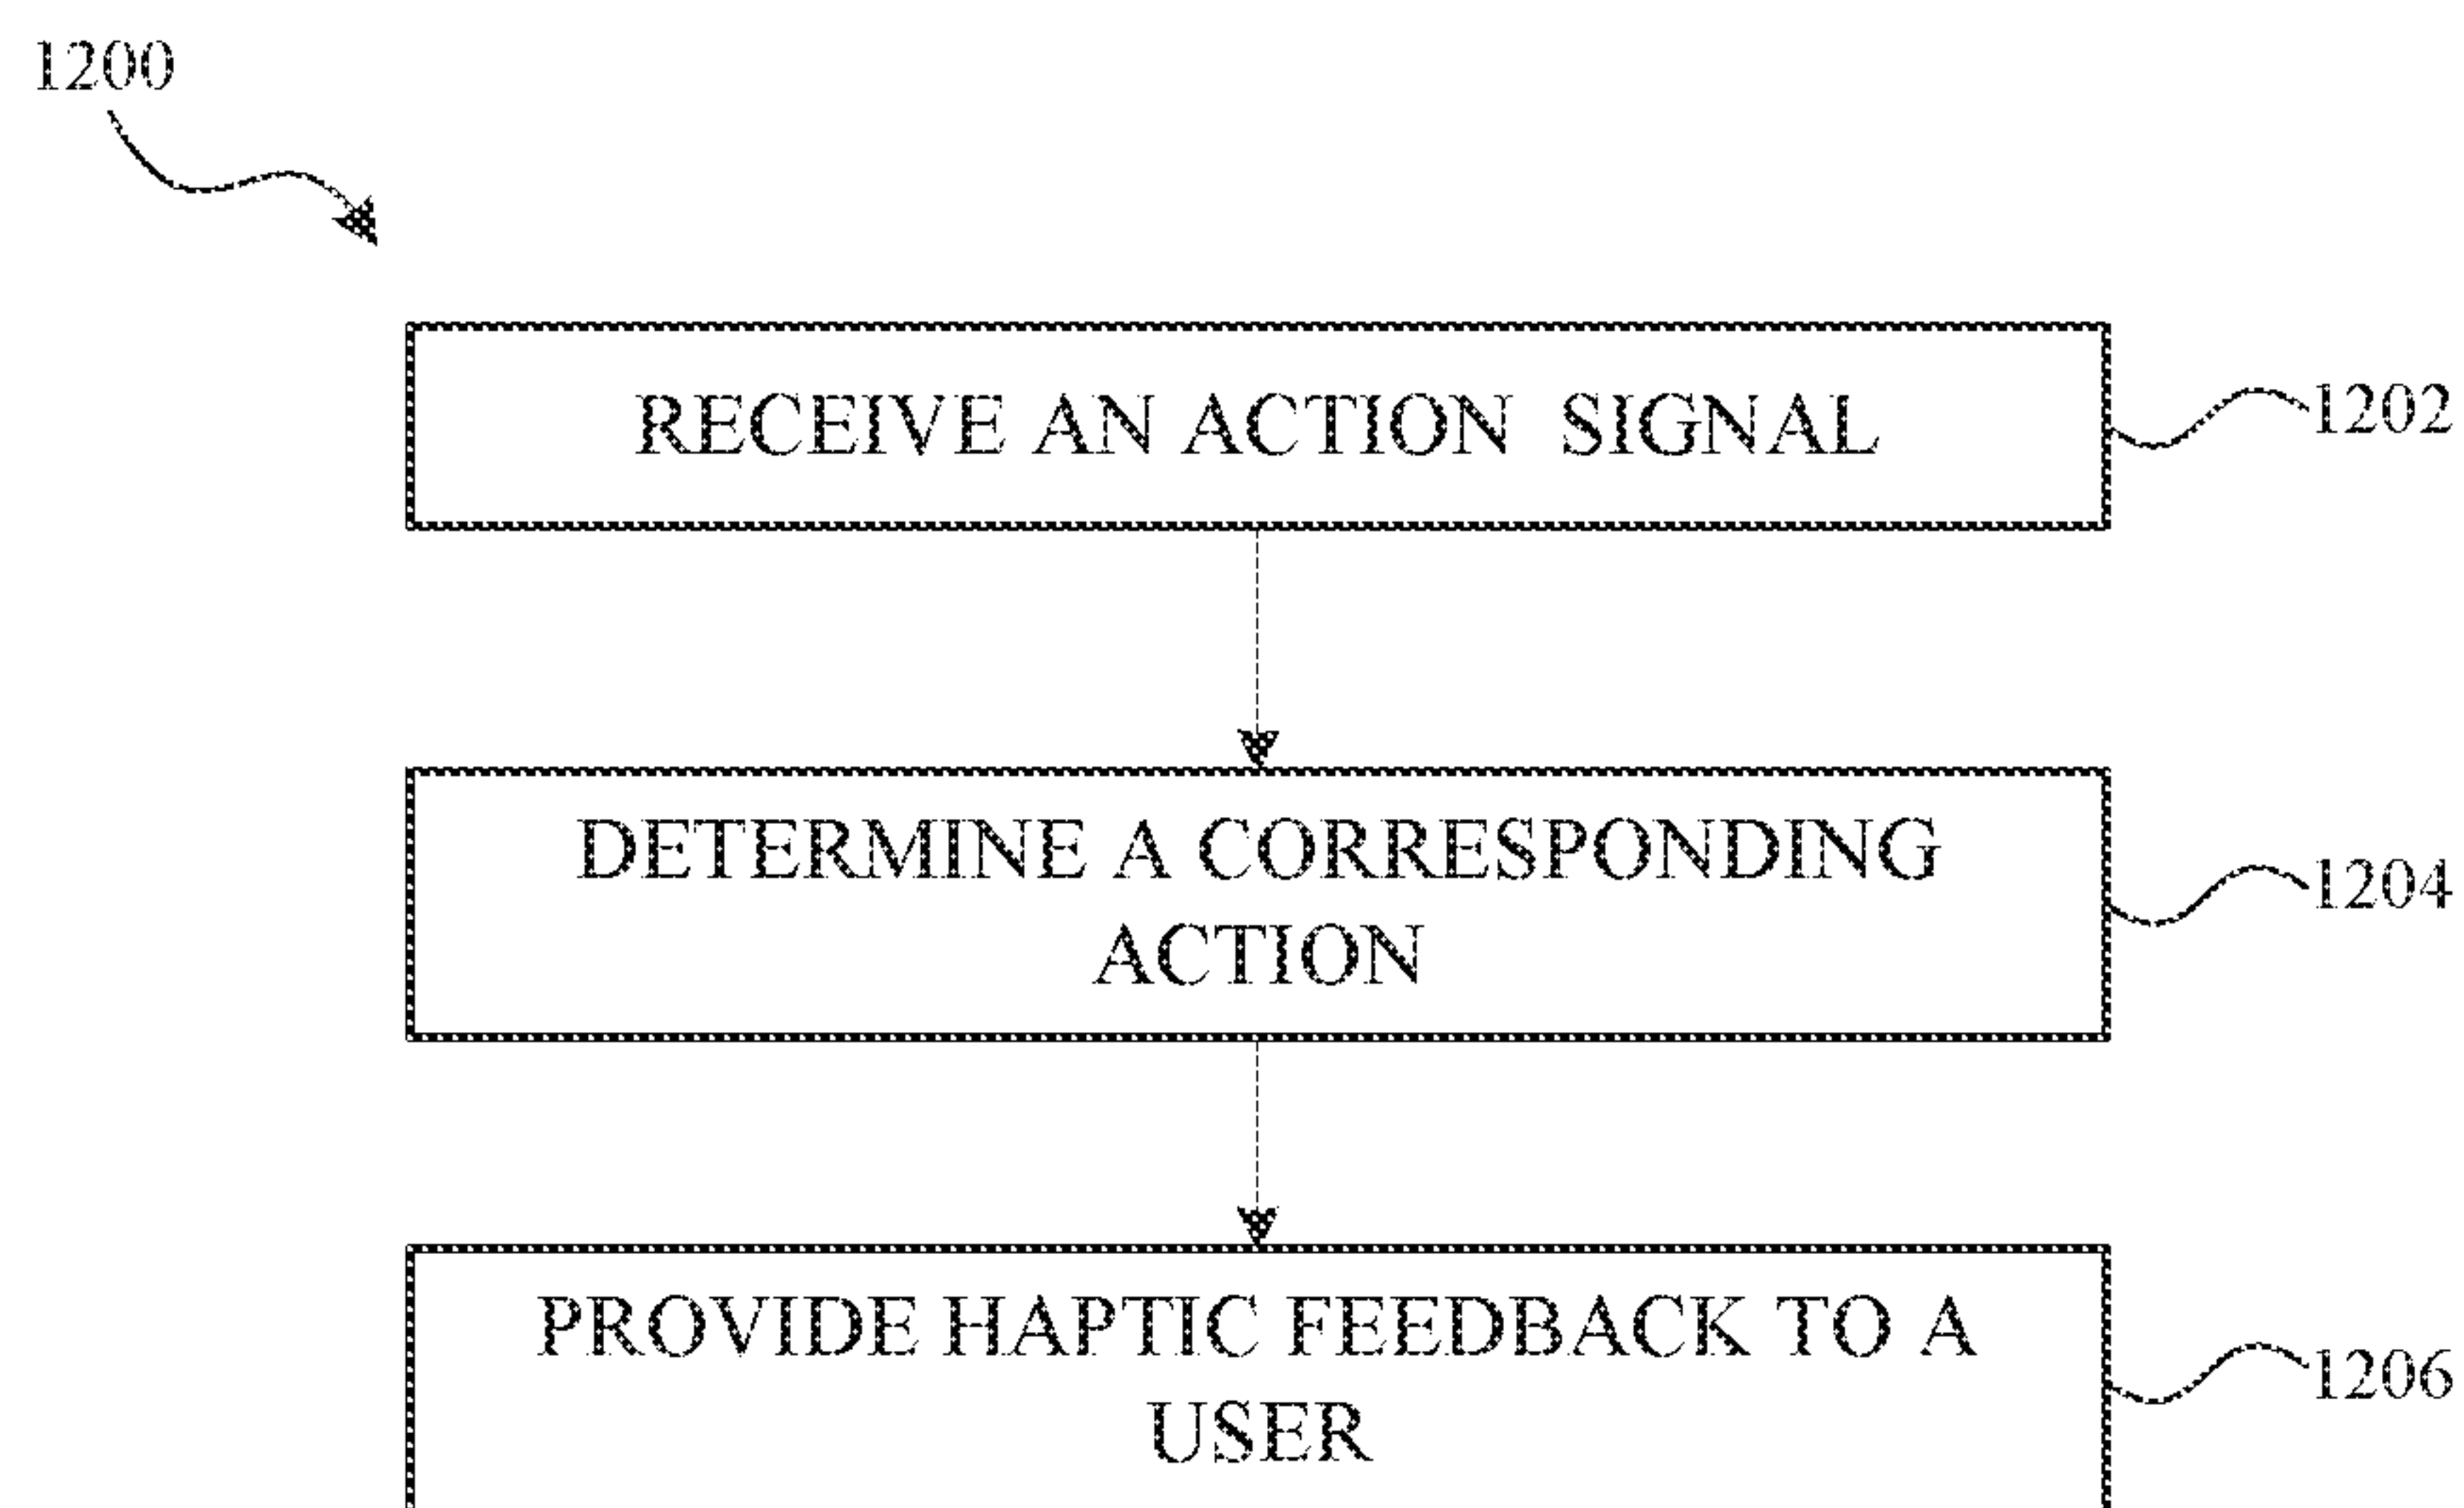 1200
RECEIVE AN ACTION SIGNAL
1202
DETERMINE A CORRESPONDING
ACTION
1204
PROVIDE HAPTIC FEEDBACK TO A
USER
1206